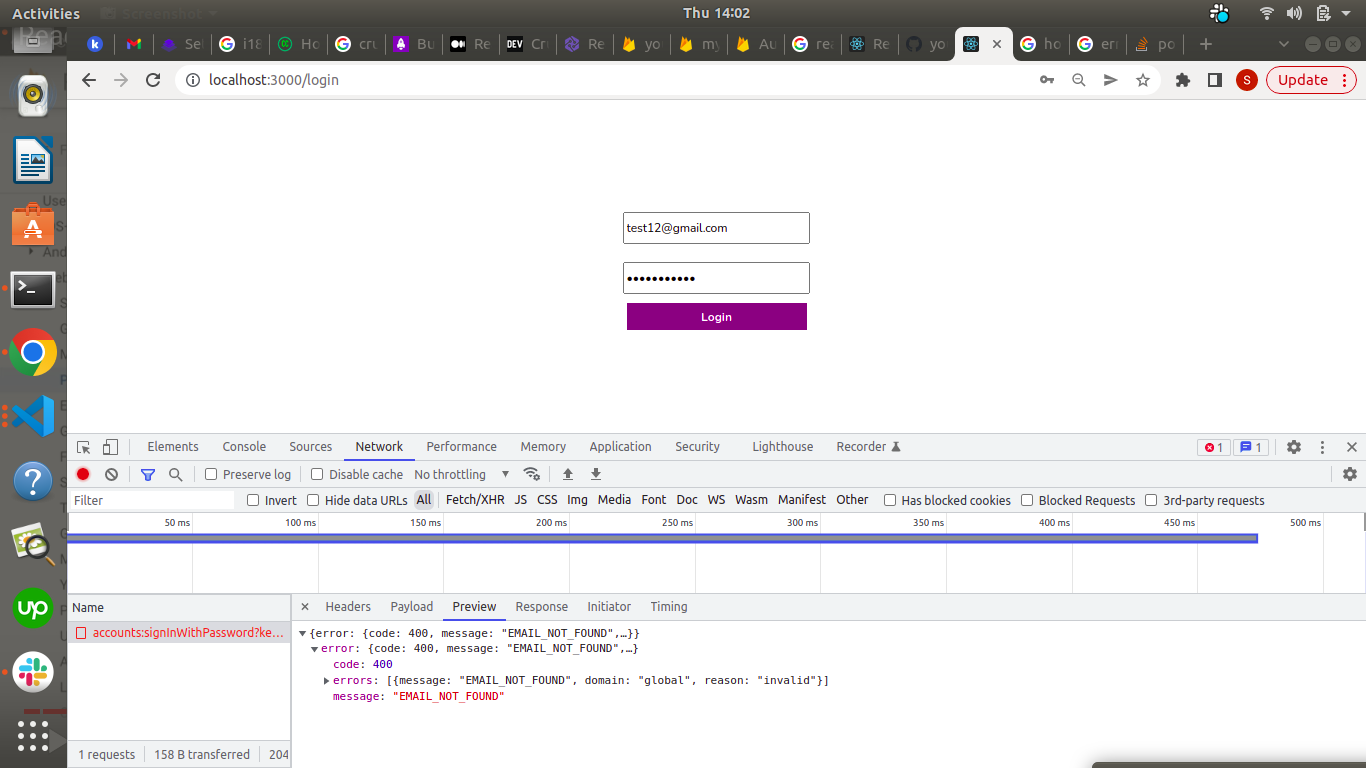 Activities
Screenshot
Thu 14:02
Sel
i18
Ho
cru
Bu
Re
DEV
Cr
Re
yo
my
Au
rea
Re
yo
ho
err
po
localhost:3000/login
S
Update
test12@gmail.com
•••••••••••
Login
Elements
Console
Sources
Network
Performance
Memory
Application
Security
Lighthouse
Recorder
1
1
Preserve log
Disable cache
No throttling
Filter
Invert
Hide data URLs
All
Fetch/XHR
JS
CSS
Img
Media
Font
Doc
WS
Wasm
Manifest
Other
Has blocked cookies
Blocked Requests
3rd-party requests
50 ms
100 ms
150 ms
200 ms
250 ms
300 ms
350 ms
400 ms
450 ms
500 ms
Name
Headers
Payload
Preview
Response
Initiator
Timing
accounts:signInWithPassword?ke…
{error: {code: 400, message: "EMAIL_NOT_FOUND",…}}
error: {code: 400, message: "EMAIL_NOT_FOUND",…}
code: 400
errors: [{message: "EMAIL_NOT_FOUND", domain: "global", reason: "invalid"}]
message: "EMAIL_NOT_FOUND"
1 requests
158 B transferred
204